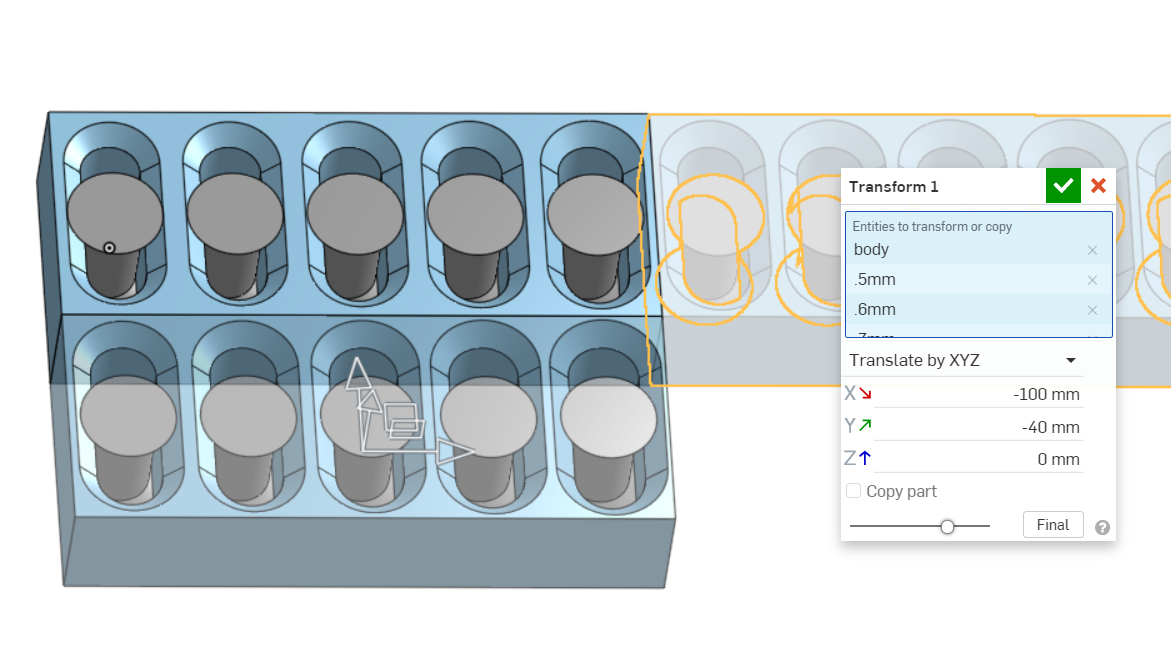 Transform 1
Entities to transform or copy
body
.5mm
.6mm
Translate by XYZ
X -100 mm
Y -40 mm
Z 0 mm
Copy part
Final
?